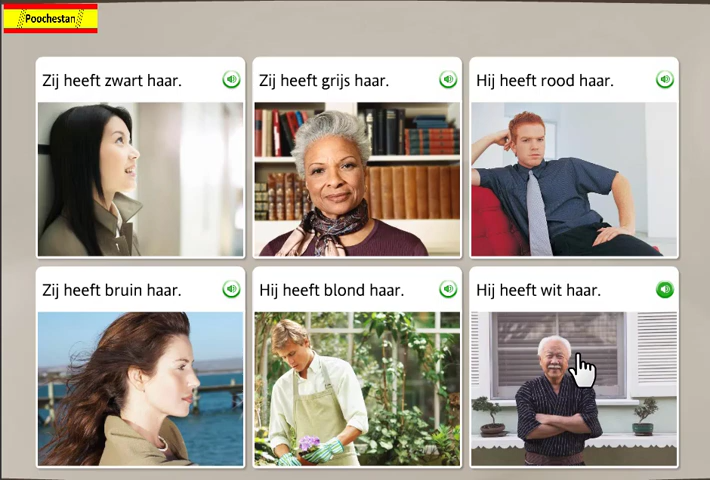 Poochestan
Zij heeft zwart haar.
Zij heeft grijs haar.
Hij heeft rood haar.
Zij heeft bruin haar.
Hij heeft blond haar.
Hij heeft wit haar.